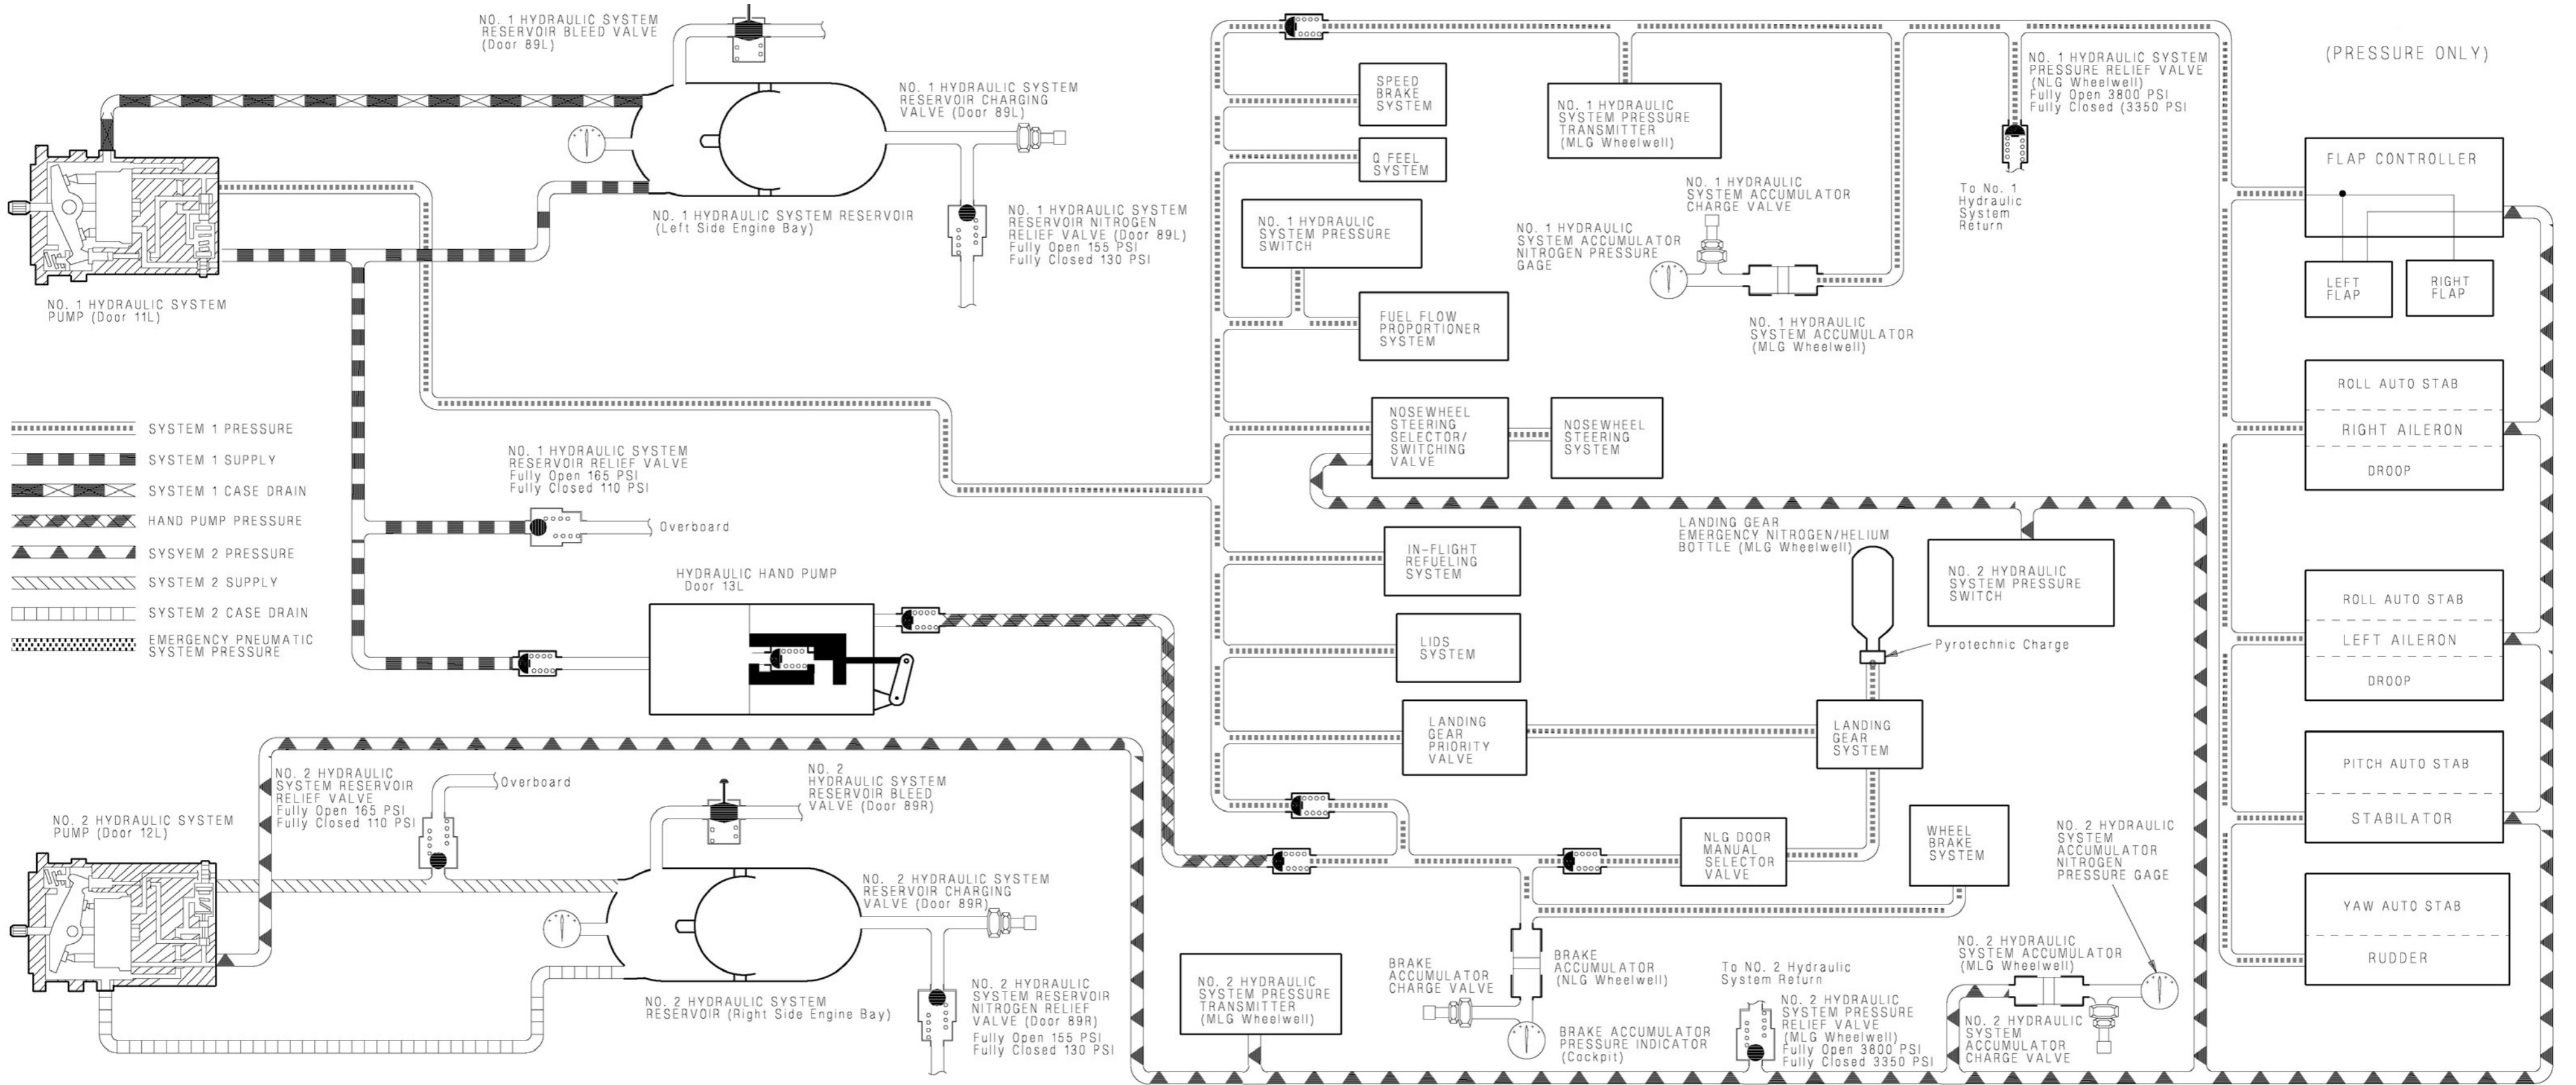 NO. 1 HYDRAULIC SYSTEM
RESERVOIR BLEED VALVE
(Door 89L)
NO. 1 HYDRAULIC SYSTEM
RESERVOIR CHARGING
VALVE (Door 89L)
NO. 1 HYDRAULIC SYSTEM RESERVOIR
(Left Side Engine Bay)
NO. 1 HYDRAULIC SYSTEM
RESERVOIR NITROGEN
RELIEF VALVE (Door 89L)
Fully Open 155 PSI
Fully Closed 130 PSI
NO. 1 HYDRAULIC SYSTEM
PUMP (Door 11L)
SYSTEM 1 PRESSURE
SYSTEM 1 SUPPLY
SYSTEM 1 CASE DRAIN
HAND PUMP PRESSURE
SYSYEM 2 PRESSURE
SYSTEM 2 SUPPLY
SYSTEM 2 CASE DRAIN
EMERGENCY PNEUMATIC
SYSTEM PRESSURE
NO. 1 HYDRAULIC SYSTEM
RESERVOIR RELIEF VALVE
Fully Open 165 PSI
Fully Closed 110 PSI
Overboard
HYDRAULIC HAND PUMP
Door 13L
NO. 2 HYDRAULIC
SYSTEM RESERVOIR
RELIEF VALVE
Fully Open 165 PSI
Fully Closed 110 PSI
Overboard
NO. 2
HYDRAULIC SYSTEM
RESERVOIR BLEED
VALVE (Door 89R)
NO. 2 HYDRAULIC SYSTEM
PUMP (Door 12L)
NO. 2 HYDRAULIC SYSTEM
RESERVOIR CHARGING
VALVE (Door 89R)
NO. 2 HYDRAULIC SYSTEM
RESERVOIR (Right Side Engine Bay)
NO. 2 HYDRAULIC
SYSTEM RESERVOIR
NITROGEN RELIEF
VALVE (Door 89R)
Fully Open 155 PSI
Fully Closed 130 PSI
SPEED
BRAKE
SYSTEM
Q FEEL
SYSTEM
NO. 1 HYDRAULIC
SYSTEM PRESSURE
SWITCH
FUEL FLOW
PROPORTIONER
SYSTEM
NO. 1 HYDRAULIC
SYSTEM PRESSURE
TRANSMITTER
(MLG Wheelwell)
NO. 1 HYDRAULIC
SYSTEM ACCUMULATOR
CHARGE VALVE
NO. 1 HYDRAULIC
SYSTEM ACCUMULATOR
NITROGEN PRESSURE
GAGE
NO. 1 HYDRAULIC
SYSTEM ACCUMULATOR
(MLG Wheelwell)
NO. 1 HYDRAULIC SYSTEM
PRESSURE RELIEF VALVE
(NLG Wheelwell)
Fully Open 3800 PSI
Fully Closed (3350 PSI
To No. 1
Hydraulic
System
Return
NOSEWHEEL
STEERING
SELECTOR/
SWITCHING
VALVE
NOSEWHEEL
STEERING
SYSTEM
IN-FLIGHT
REFUELING
SYSTEM
LIDS
SYSTEM
LANDING GEAR
EMERGENCY NITROGEN/HELIUM
BOTTLE (MLG Wheelwell)
NO. 2 HYDRAULIC
SYSTEM PRESSURE
SWITCH
Pyrotechnic Charge
LANDING
GEAR
PRIORITY
VALVE
LANDING
GEAR
SYSTEM
NLG DOOR
MANUAL
SELECTOR
VALVE
WHEEL
BRAKE
SYSTEM
NO. 2 HYDRAULIC
SYSTEM
ACCUMULATOR
NITROGEN
PRESSURE GAGE
NO. 2 HYDRAULIC
SYSTEM PRESSURE
TRANSMITTER
(MLG Wheelwell)
BRAKE
ACCUMULATOR
CHARGE VALVE
BRAKE
ACCUMULATOR
(NLG Wheelwell)
BRAKE ACCUMULATOR
PRESSURE INDICATOR
(Cockpit)
To NO. 2 Hydraulic
System Return
NO. 2 HYDRAULIC
SYSTEM PRESSURE
RELIEF VALVE
(MLG Wheelwell)
Fully Open 3800 PSI
Fully Closed 3350 PSI
NO. 2 HYDRAULIC
SYSTEM ACCUMULATOR
(MLG Wheelwell)
NO. 2 HYDRAULIC
SYSTEM
ACCUMULATOR
CHARGE VALVE
(PRESSURE ONLY)
FLAP CONTROLLER
LEFT
FLAP
RIGHT
FLAP
ROLL AUTO STAB
RIGHT AILERON
DROOP
ROLL AUTO STAB
LEFT AILERON
DROOP
PITCH AUTO STAB
STABILATOR
YAW AUTO STAB
RUDDER